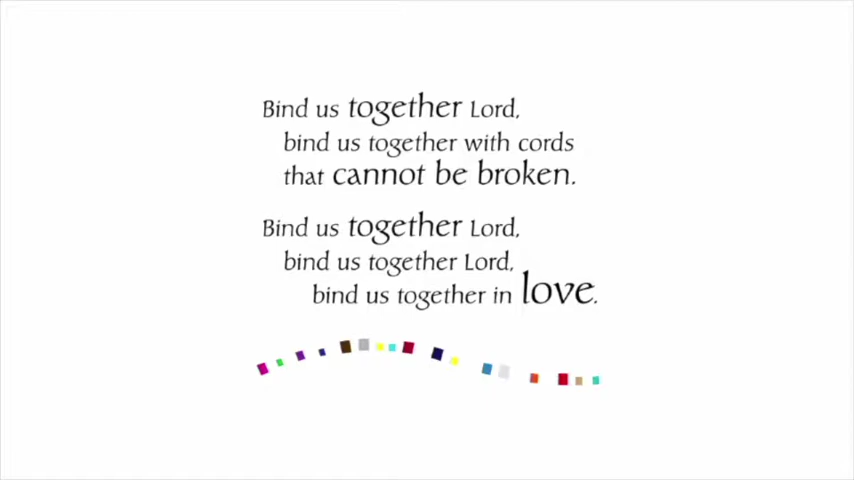 Bind us together Lord,
bind us together with cords
that cannot be broken.
Bind us together Lord,
bind us together Lord,
bind us together in love.